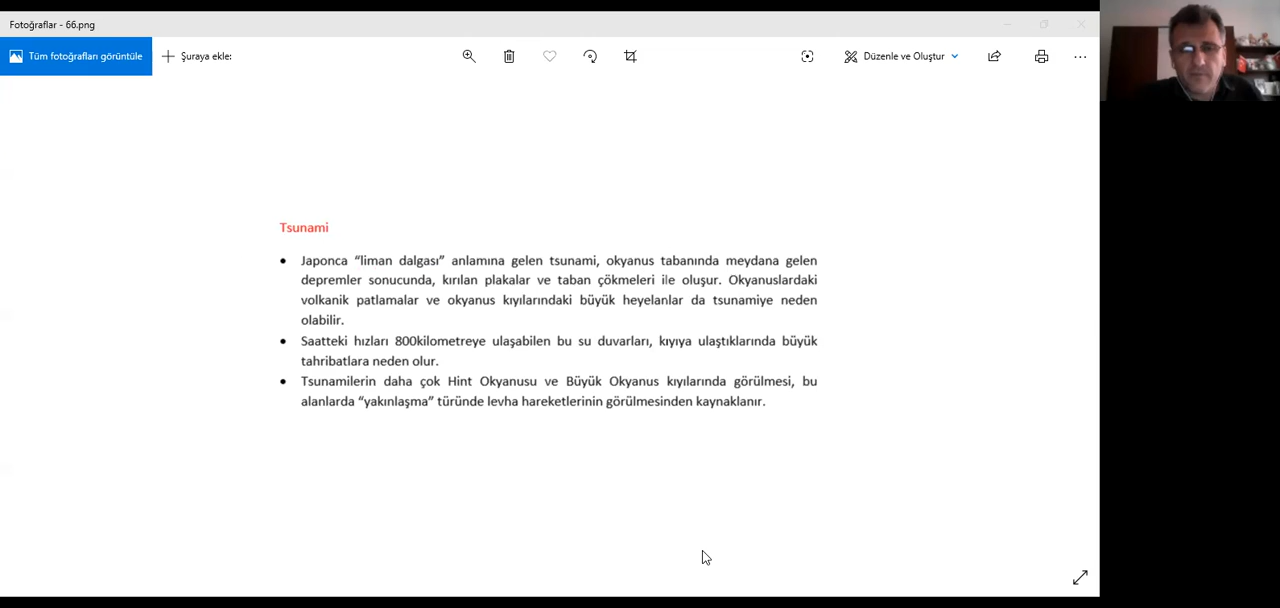 Fotoğraflar - 66.png
Tüm fotoğrafları görüntüle
Şuraya ekle:
Düzenle ve Oluştur
Tsunami
• Japonca “liman dalgası” anlamına gelen tsunami, okyanus tabanında meydana gelen
depremler sonucunda, kırılan plakalar ve taban çökmeleri ile oluşur. Okyanuslardaki
volkanik patlamalar ve okyanus kıyılarındaki büyük heyelanlar da tsunamiye neden
olabilir.
• Saatteki hızları 800kilometreye ulaşabilen bu su duvarları, kıyıya ulaştıklarında büyük
tahribatlara neden olur.
• Tsunamilerin daha çok Hint Okyanusu ve Büyük Okyanus kıyılarında görülmesi, bu
alanlarda “yakınlaşma” türünde levha hareketlerinin görülmesinden kaynaklanır.